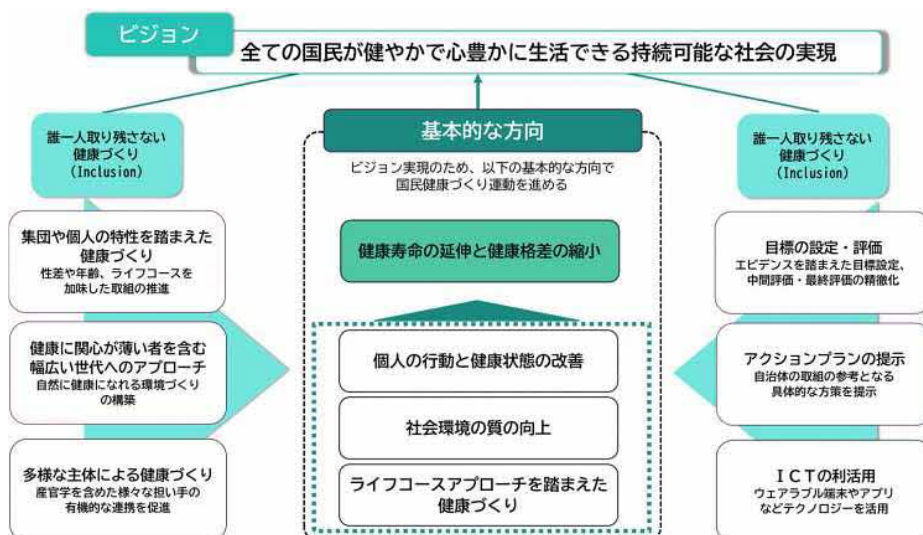 ビジョン
全ての国民が健やかで心豊かに生活できる持続可能な社会の実現
誰一人取り残さない
健康づくり
(Inclusion)
集団や個人の特性を踏まえた
健康づくり
性差や年齢、ライフコースを
加味した取組の推進
健康に関心が薄い者を含む
幅広い世代へのアプローチ
自然に健康になれる環境づくり
の構築
多様な主体による健康づくり
産官学を含めた様々な担い手の
有機的な連携を促進
基本的な方向
ビジョン実現のため、以下の基本的な方向で
国民健康づくり運動を進める
健康寿命の延伸と健康格差の縮小
個人の行動と健康状態の改善
社会環境の質の向上
ライフコースアプローチを踏まえた
健康づくり
誰一人取り残さない
健康づくり
(Inclusion)
目標の設定・評価
エビデンスを踏まえた目標設定、
中間評価・最終評価の精徹化
アクションプランの提示
自治体の取組の参考となる
具体的な方策を提示
ICTの利活用
ウェアラブル端末やアプリ
などテクノロジーを活用